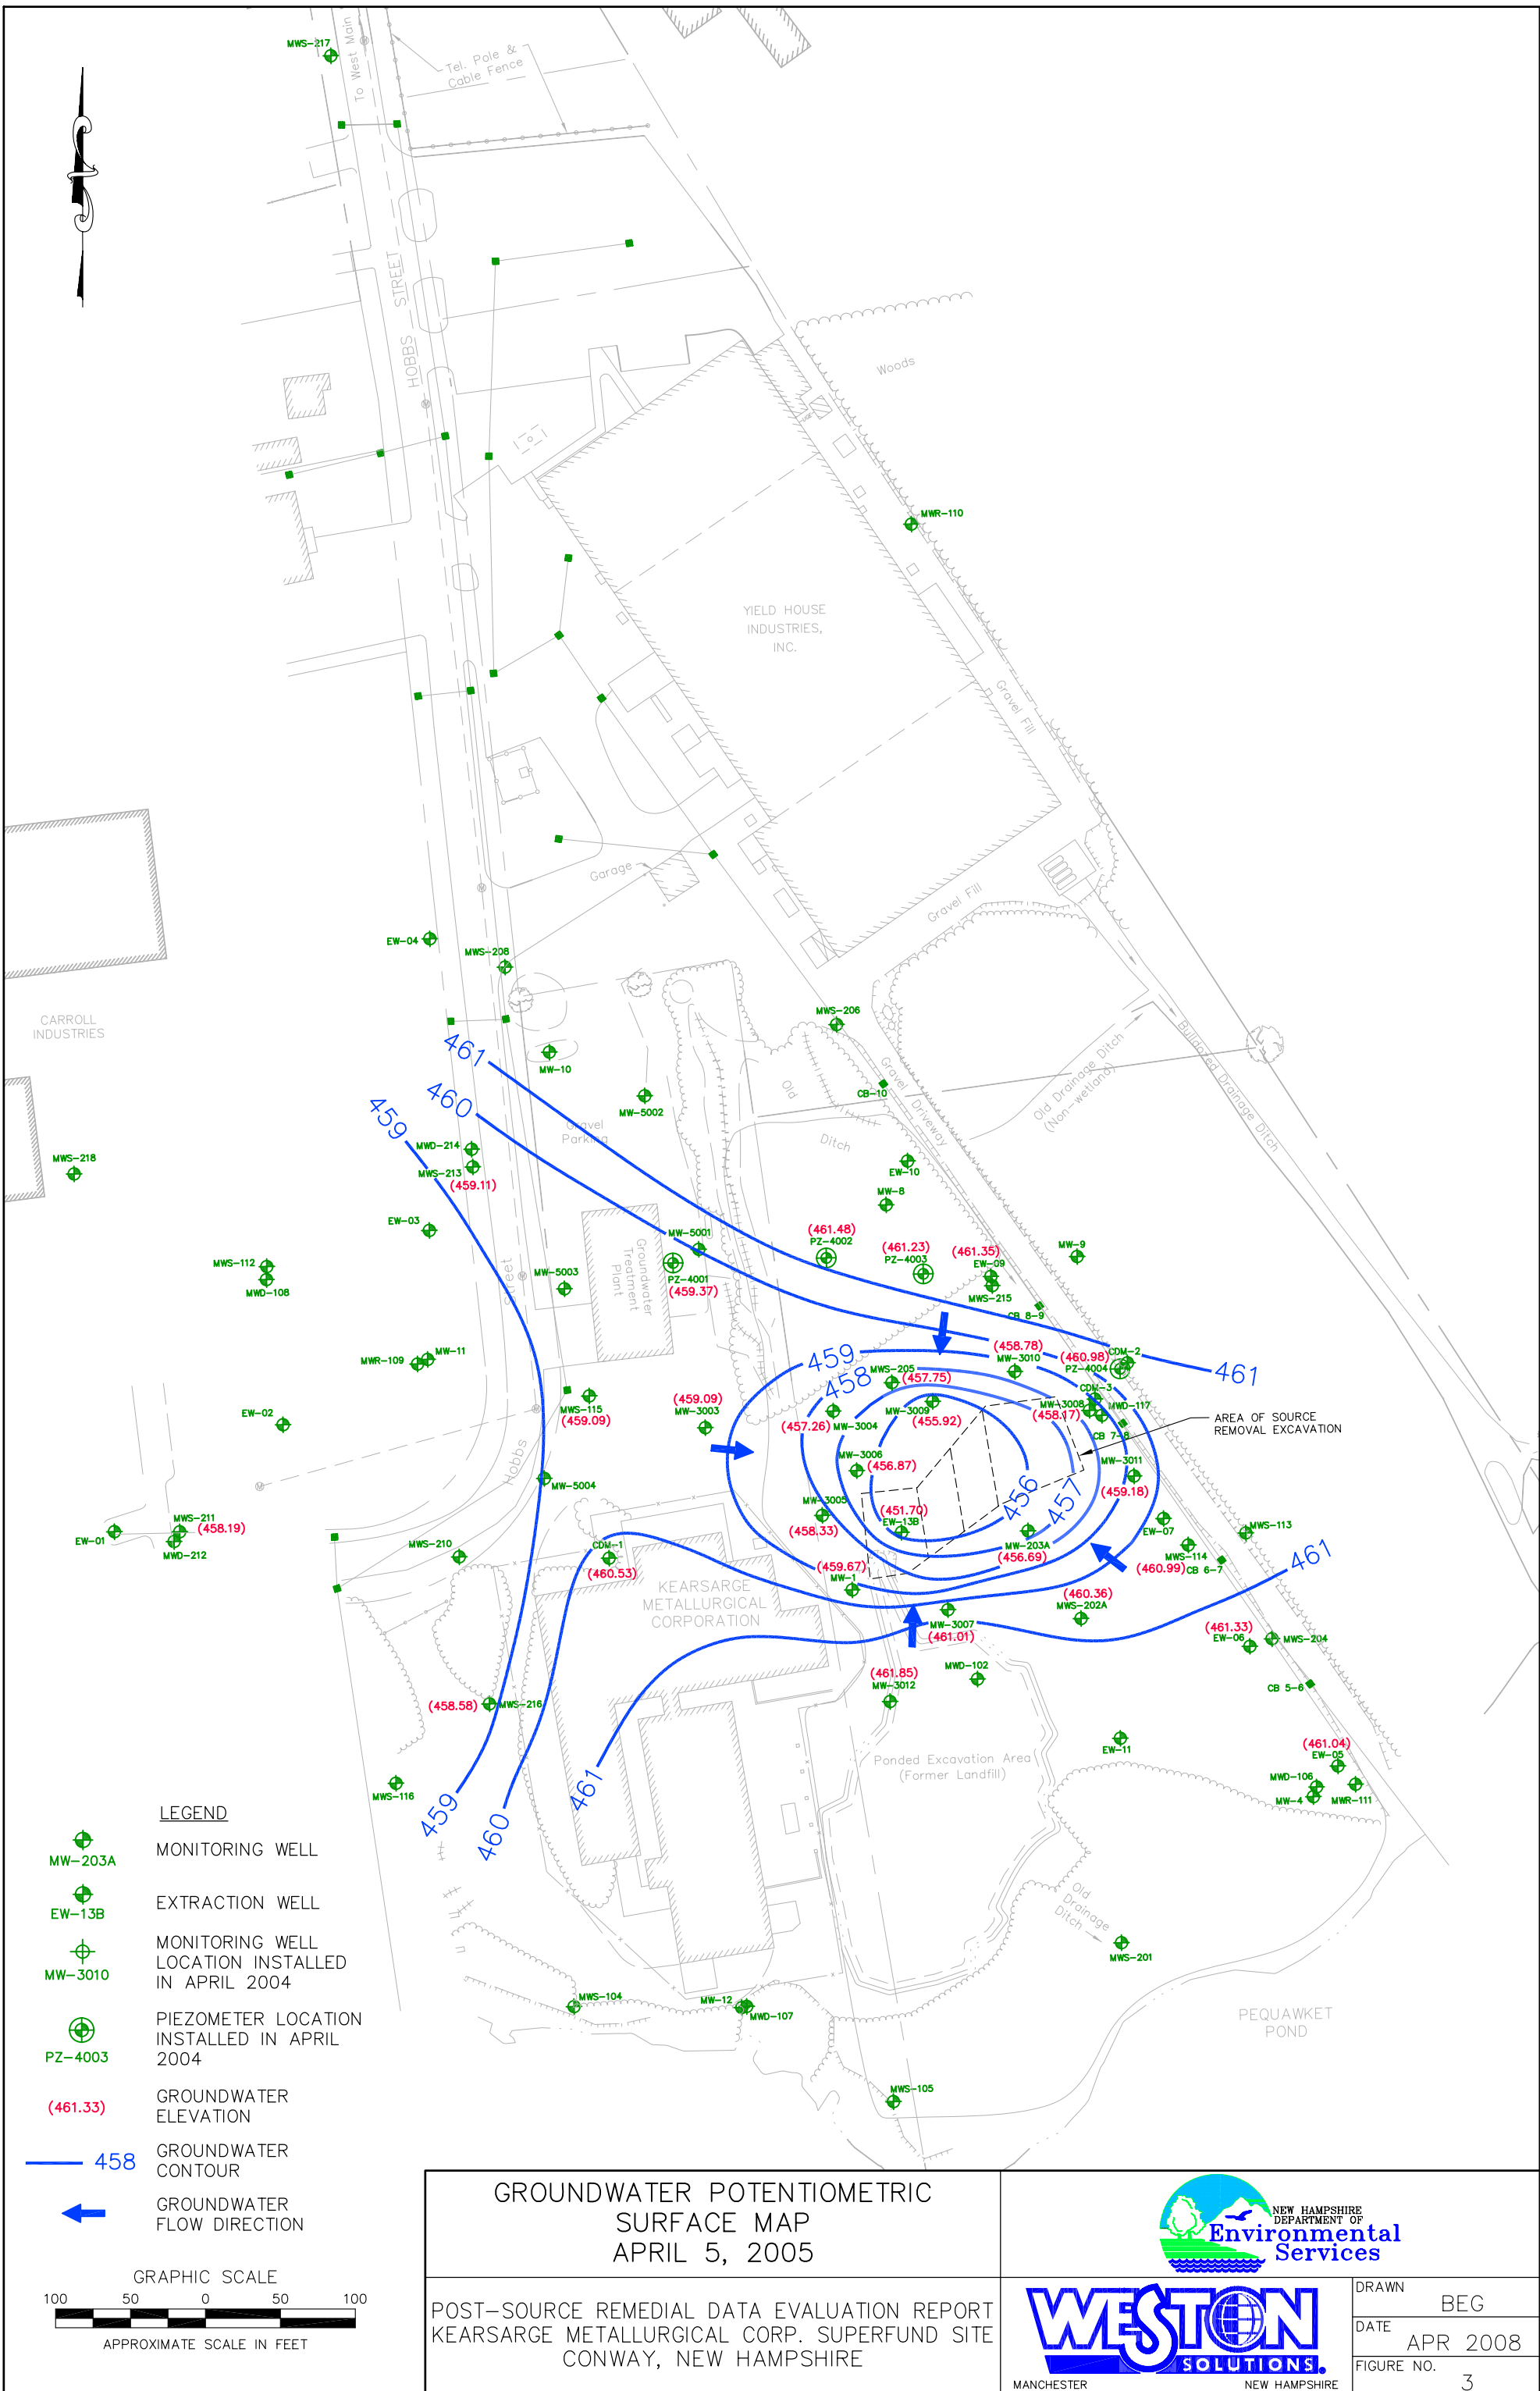 MWS-217
To West Main
Tel. Pole &
Cable Fence
HOBBS STREET
Woods
MWR-110
YIELD HOUSE
INDUSTRIES,
INC.
Gravel Fill
Garage
Gravel Fill
EW-04
MWS-208
CARROLL
INDUSTRIES
MWS-206
461
MW-10
Old
Gravel Driveway
CB-10
Old Drainage Ditch
(Non-wetland)
Bulldozed Drainage Ditch
460
MW-5002
459
Gravel
Parking
Ditch
MWD-214
MWS-218
MWS-213
(459.11)
EW-10
MW-8
EW-03
MW-5001
(461.48)
PZ-4002
(461.23)
PZ-4003
(461.35)
EW-09
MW-9
MWS-112
MWD-108
Street
MW-5003
Groundwater
Treatment
Plant
PZ-4001
(459.37)
MWS-215
CB 8-9
MWR-109
MW-11
459
(458.78)
MW-3010
(460.98)
CDM-2
PZ-4004
461
458
MWS-205
(457.75)
CDM-3
EW-02
MWS-115
(459.09)
(459.09)
MW-3003
(457.26)
MW-3004
MW-3009
(455.92)
MW-3008
(458.17)
MWD-117
CB 7-8
AREA OF SOURCE
REMOVAL EXCAVATION
Hobbs
MW-5004
MW-3006
(456.87)
MW-3011
(459.18)
456
457
EW-01
MWS-211
(458.19)
MWD-212
MW-3005
(458.33)
(451.70)
EW-13B
MW-203A
(456.69)
EW-07
MWS-113
MWS-210
CDM-1
(460.53)
MWS-114
(460.99)
CB 6-7
461
KEARSARGE
METALLURGICAL
CORPORATION
(459.67)
MW-1
MW-3007
(461.01)
(460.36)
MWS-202A
(461.33)
EW-06
MWS-204
(458.58)
MWS-216
(461.85)
MW-3012
MWD-102
CB 5-6
EW-11
Ponded Excavation Area
(Former Landfill)
(461.04)
EW-05
MWD-106
MW-4
MWR-111
MWS-116
459
460
461
Old
Drainage
Ditch
MWS-201
MWS-104
MW-12
MWD-107
PEQUAWKET
POND
MWS-105
LEGEND
MW-203A
MONITORING WELL
EW-13B
EXTRACTION WELL
MW-3010
MONITORING WELL
LOCATION INSTALLED
IN APRIL 2004
PZ-4003
PIEZOMETER LOCATION
INSTALLED IN APRIL
2004
(461.33)
GROUNDWATER
ELEVATION
458
GROUNDWATER
CONTOUR
GROUNDWATER
FLOW DIRECTION
GRAPHIC SCALE
100 50 0 50 100
APPROXIMATE SCALE IN FEET
GROUNDWATER POTENTIOMETRIC
SURFACE MAP
APRIL 5, 2005
POST-SOURCE REMEDIAL DATA EVALUATION REPORT
KEARSARGE METALLURGICAL CORP. SUPERFUND SITE
CONWAY, NEW HAMPSHIRE
NEW HAMPSHIRE
DEPARTMENT OF
Environmental
Services
WESTON
SOLUTIONS®
MANCHESTER NEW HAMPSHIRE
DRAWN
BEG
DATE
APR 2008
FIGURE NO.
3